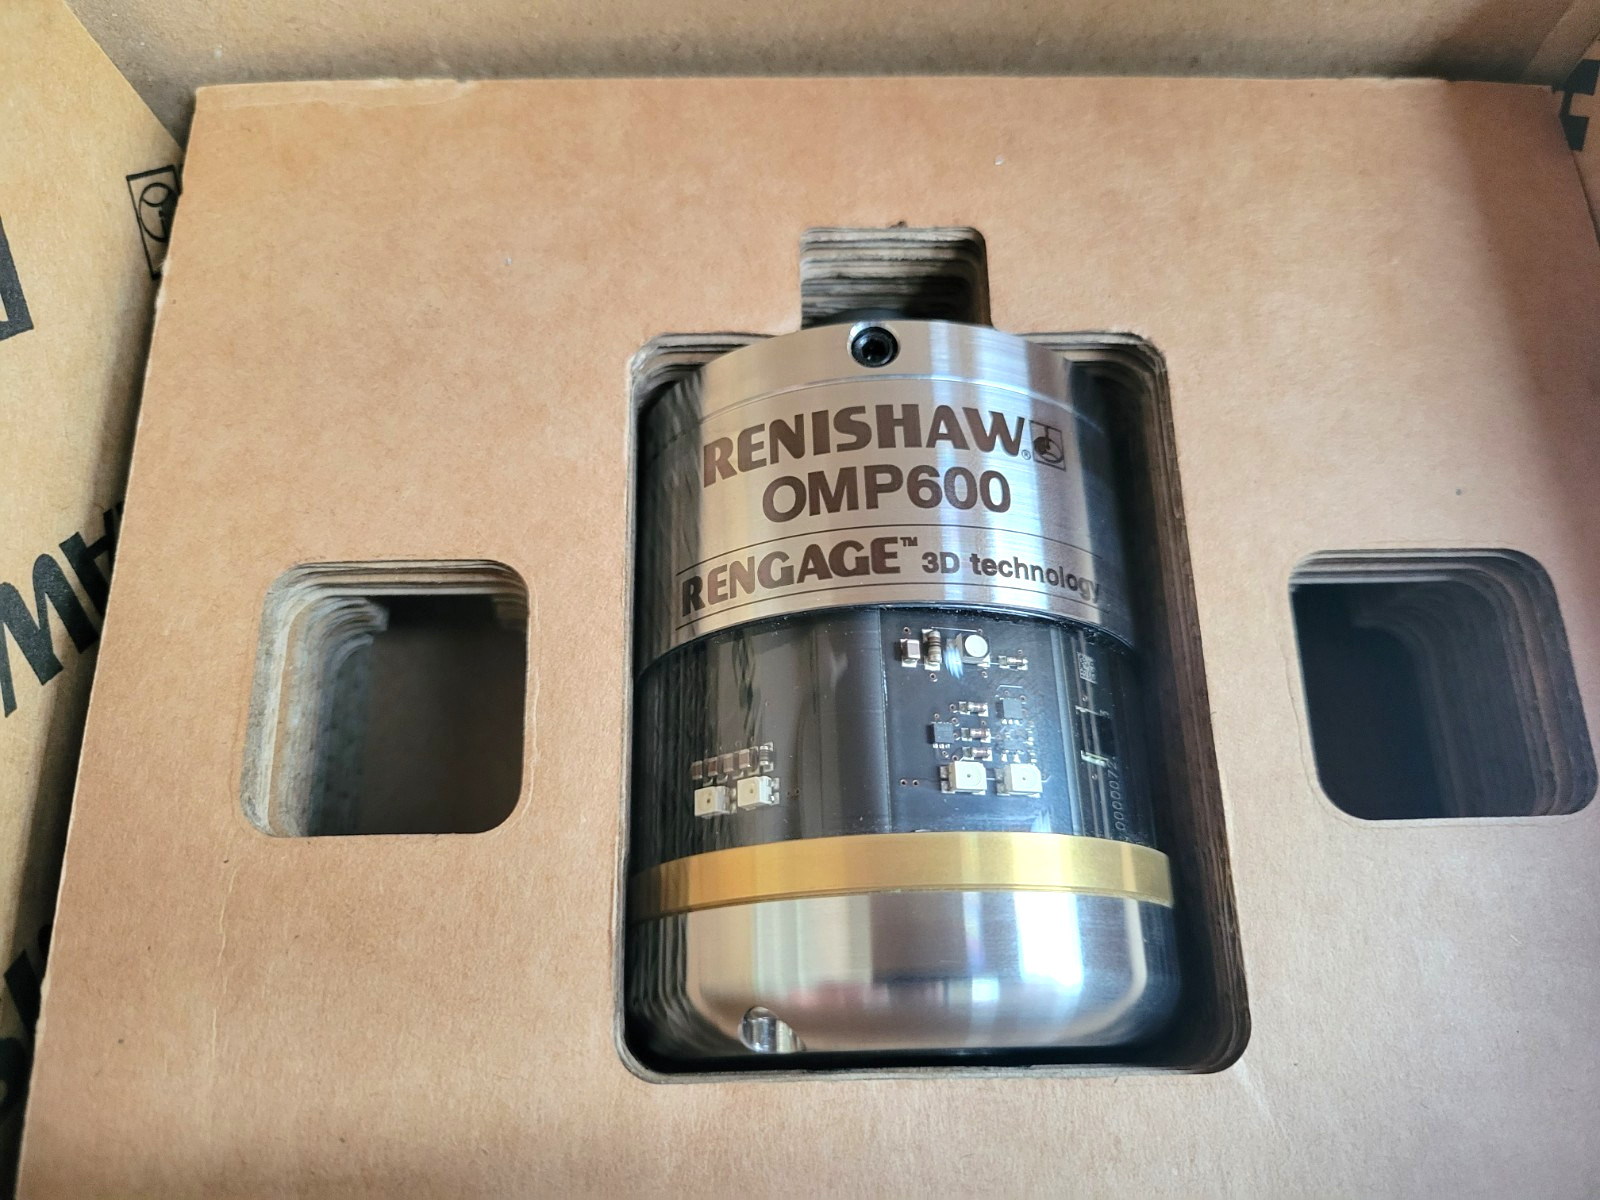 RENISHAW®
OMP600
RENGAGE™ 3D technology